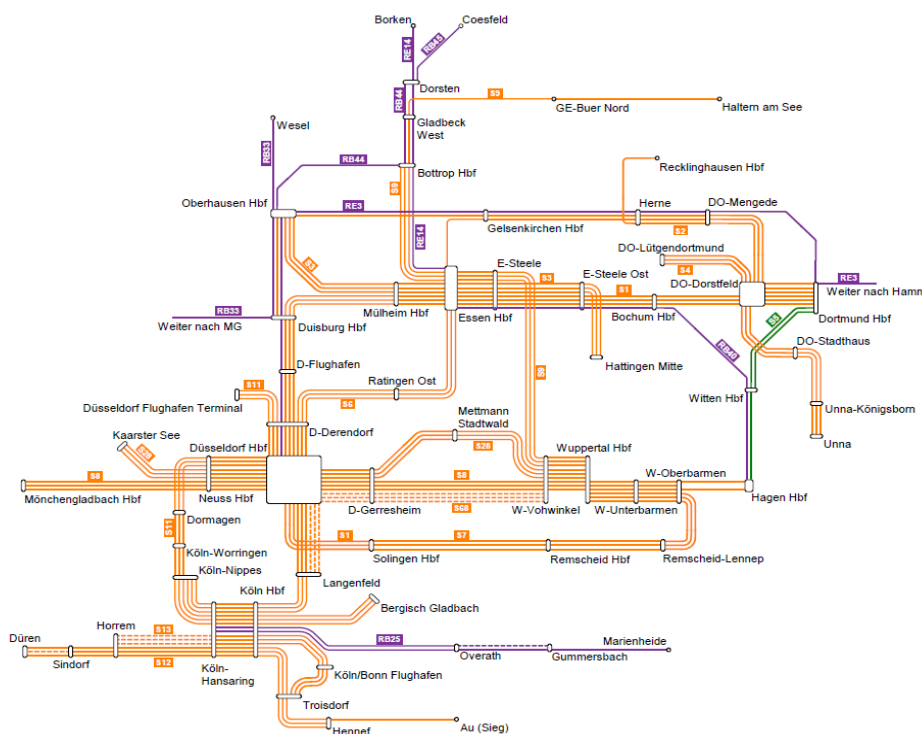 Borken
Coesfeld
RE14
RB45
Dorsten
S9
GE-Buer Nord
Haltern am See
RB44
Gladbeck
West
Wesel
RB33
RB44
Bottrop Hbf
Recklinghausen Hbf
S9
Oberhausen Hbf
RE3
Herne
DO-Mengede
Gelsenkirchen Hbf
S2
RE14
DO-Lütgendortmund
S3
E-Steele
S3
E-Steele Ost
S4
DO-Dorstfeld
RE3
S1
Weiter nach Hamm
RB33
Weiter nach MG
Duisburg Hbf
Mülheim Hbf
Essen Hbf
Bochum Hbf
Dortmund Hbf
S5
DO-Stadthaus
RB40
D-Flughafen
Hattingen Mitte
Ratingen Ost
S9
S11
S6
Witten Hbf
Düsseldorf Flughafen Terminal
Unna-Königsborn
Mettmann
Stadtwald
D-Derendorf
Kaarster See
S28
S28
Unna
Düsseldorf Hbf
Wuppertal Hbf
S8
S8
W-Oberbarmen
Mönchengladbach Hbf
Neuss Hbf
D-Gerresheim
S68
W-Vohwinkel
W-Unterbarmen
Hagen Hbf
Dormagen
S11
S1
S7
Köln-Worringen
Solingen Hbf
Remscheid Hbf
Remscheid-Lennep
Köln-Nippes
Langenfeld
Köln Hbf
Bergisch Gladbach
Horrem
S13
Düren
RB25
Marienheide
Sindorf
S12
Köln-
Hansaring
Overath
Gummersbach
Köln/Bonn Flughafen
Troisdorf
Hennef
Au (Sieg)